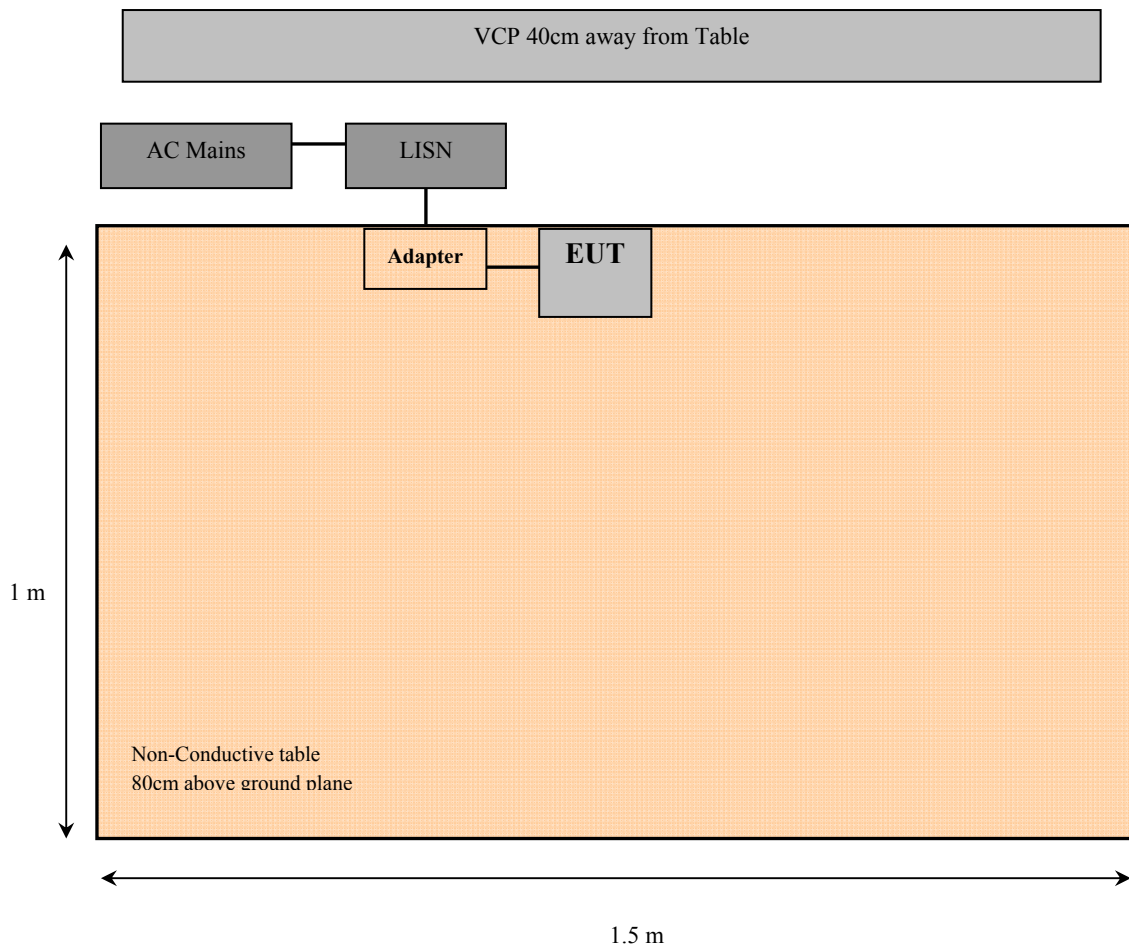 VCP 40cm away from Table
AC Mains
LISN
Adapter
EUT
1 m
Non-Conductive table
80cm above ground plane
1.5 m